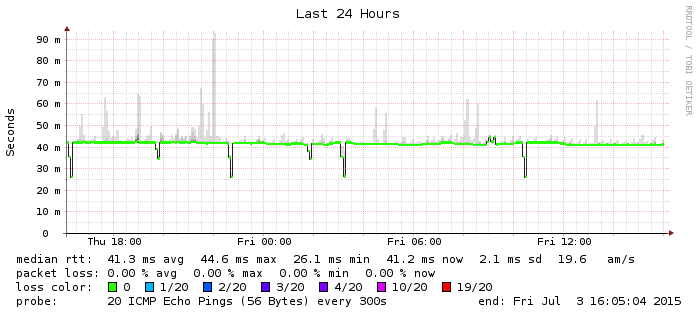 Last 24 Hours
RRDTOOL / TOBI OETIKER
Seconds
90 m
80 m
70 m
60 m
50 m
40 m
30 m
20 m
10 m
0
Thu 18:00 Fri 00:00 Fri 06:00 Fri 12:00
median rtt: 41.3 ms avg 44.6 ms max 26.1 ms min 41.2 ms now 2.1 ms sd 19.6 am/s
packet loss: 0.00 % avg 0.00 % max 0.00 % min 0.00 % now
loss color: 0 1/20 2/20 3/20 4/20 10/20 19/20
probe: 20 ICMP Echo Pings (56 Bytes) every 300s end: Fri Jul 3 16:05:04 2015